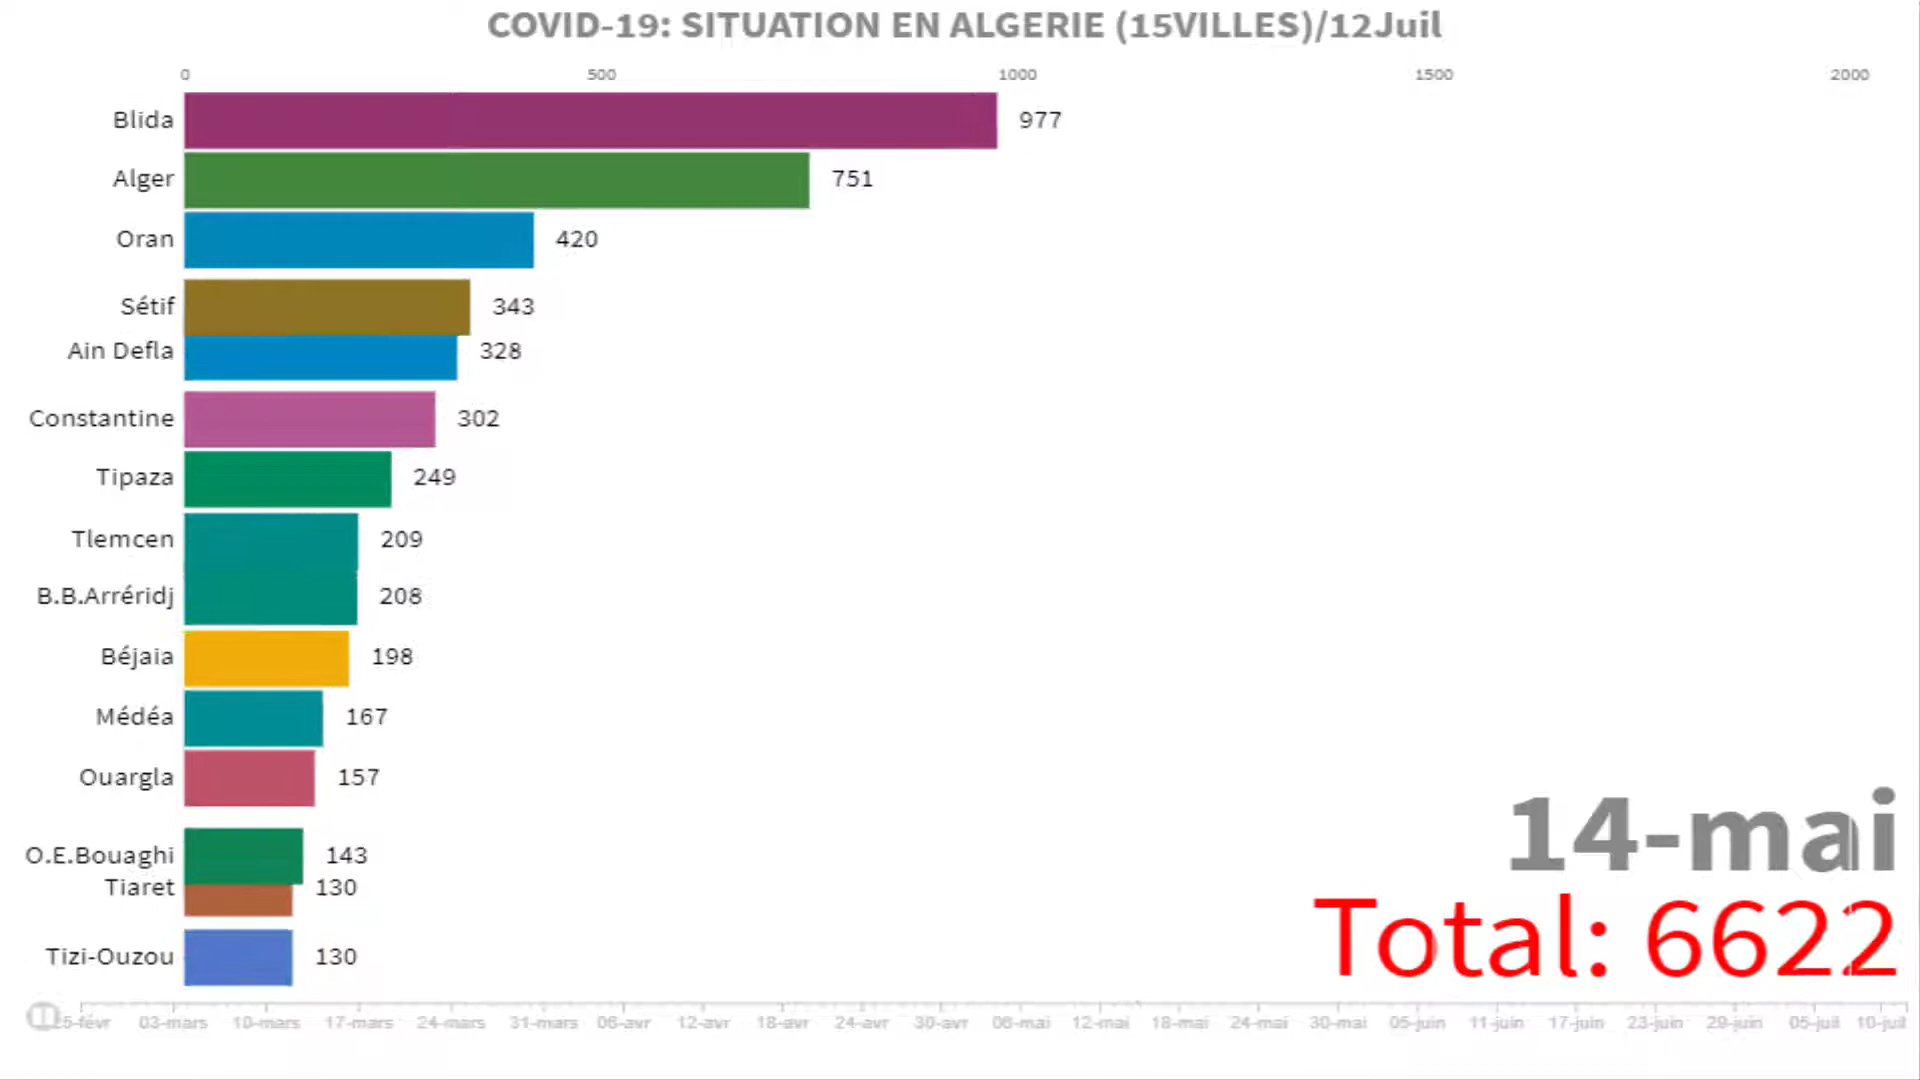 COVID-19: SITUATION EN ALGERIE (15VILLES)/12Juil
0 500 1000 1500 2000
Blida 977
Alger 751
Oran 420
Sétif 343
Ain Defla 328
Constantine 302
Tipaza 249
Tlemcen 209
B.B.Arréridj 208
Béjaia 198
Médéa 167
Ouargla 157
O.E.Bouaghi 143
Tiaret 130
Tizi-Ouzou 130
14-mai
Total: 6622
25-févr 03-mars 10-mars 17-mars 24-mars 31-mars 06-avr 12-avr 18-avr 24-avr 30-avr 06-mai 12-mai 18-mai 24-mai 30-mai 05-juin 11-juin 17-juin 23-juin 29-juin 05-juil 10-juil